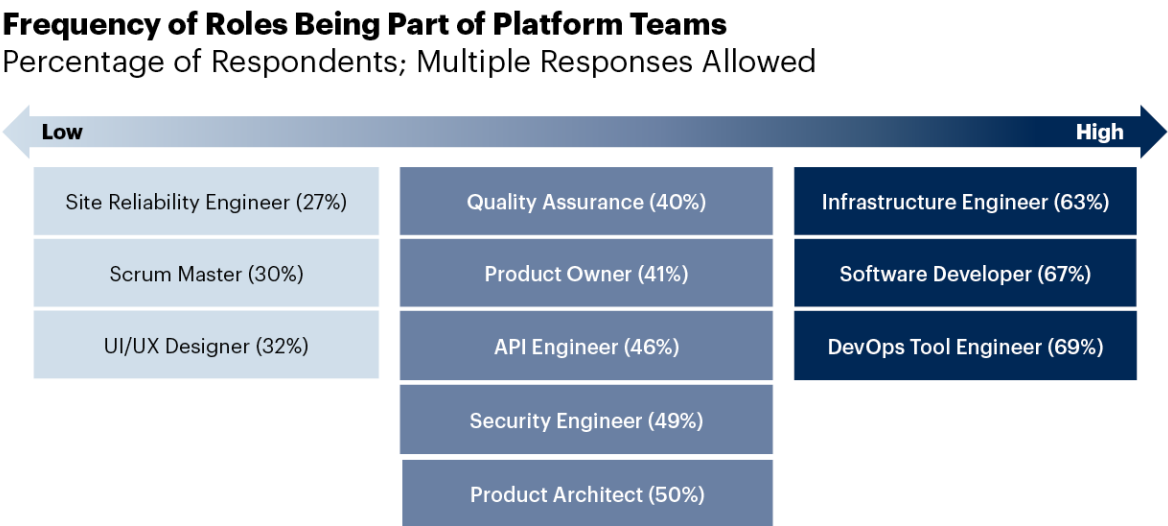 Frequency of Roles Being Part of Platform Teams
Percentage of Respondents; Multiple Responses Allowed
Low
High
Site Reliability Engineer (27%)
Scrum Master (30%)
UI/UX Designer (32%)
Quality Assurance (40%)
Product Owner (41%)
API Engineer (46%)
Security Engineer (49%)
Product Architect (50%)
Infrastructure Engineer (63%)
Software Developer (67%)
DevOps Tool Engineer (69%)